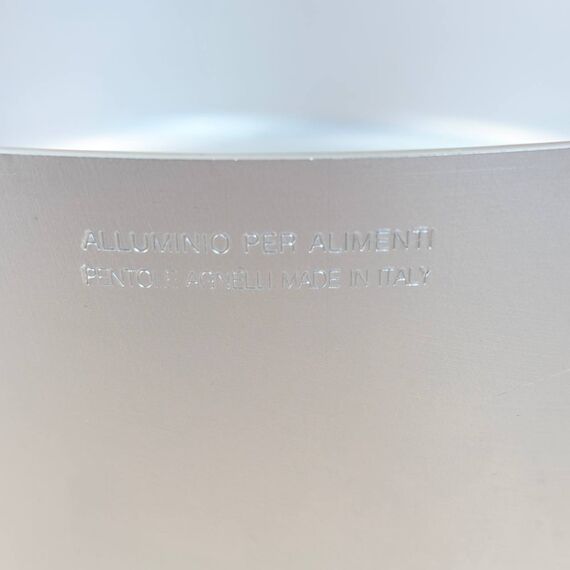 ALLUMINIO PER ALIMENTI
PENTOLE AGNELLI MADE IN ITALY